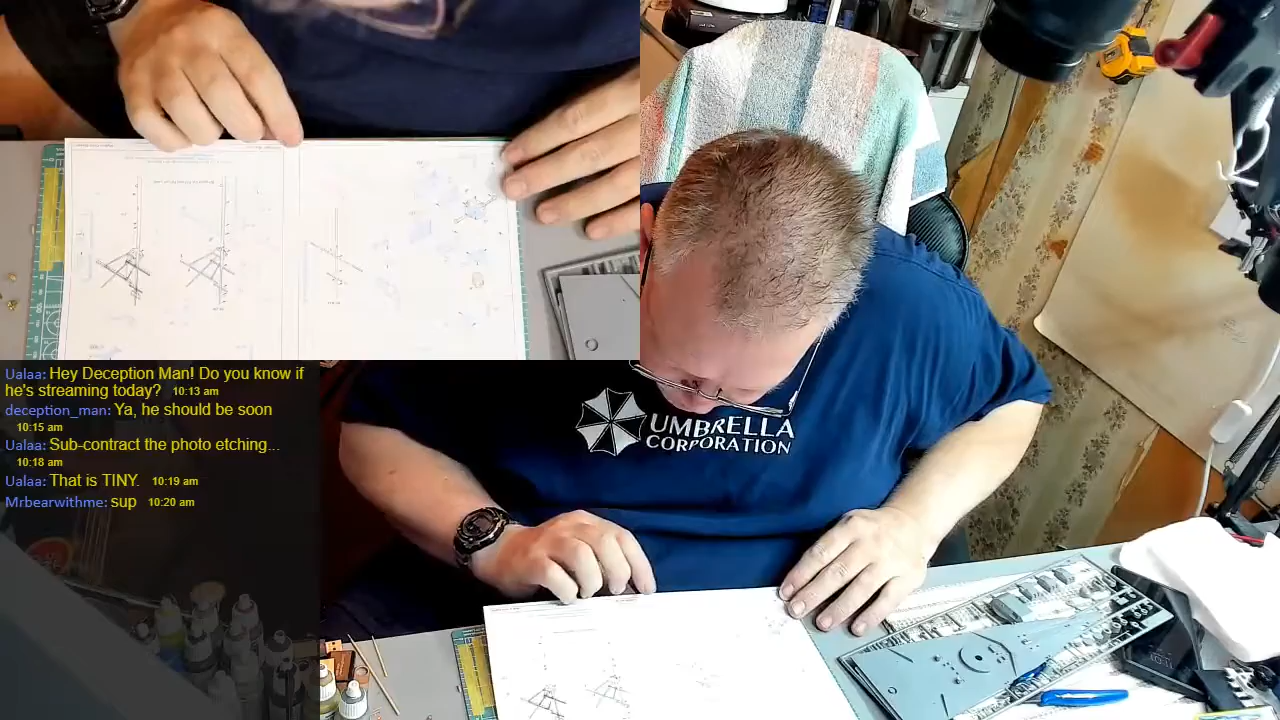 Ualaa: Hey Deception Man! Do you know if
he's streaming today? 10:13 am
deception_man: Ya, he should be soon
10:15 am
Ualaa: Sub-contract the photo etching...
10:18 am
Ualaa: That is TINY. 10:19 am
Mrbearwithme: sup 10:20 am
UMBRELLA
CORPORATION